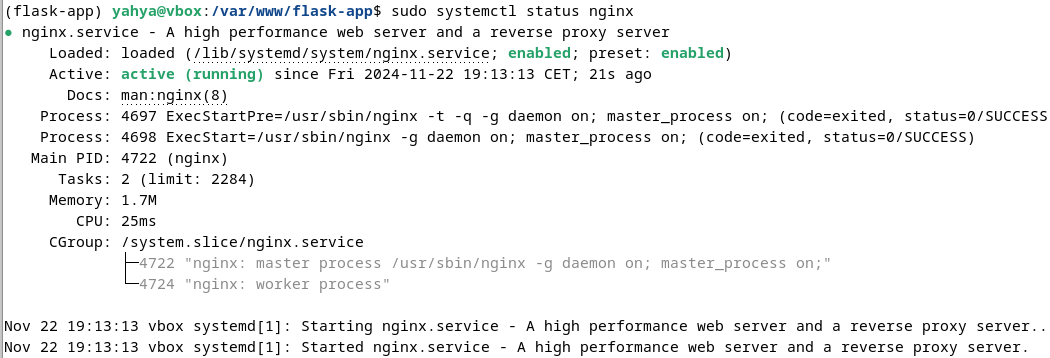 (flask-app) yahya@vbox:/var/www/flask-app$ sudo systemctl status nginx
● nginx.service - A high performance web server and a reverse proxy server
     Loaded: loaded (/lib/systemd/system/nginx.service; enabled; preset: enabled)
     Active: active (running) since Fri 2024-11-22 19:13:13 CET; 21s ago
       Docs: man:nginx(8)
    Process: 4697 ExecStartPre=/usr/sbin/nginx -t -q -g daemon on; master_process on; (code=exited, status=0/SUCCESS
    Process: 4698 ExecStart=/usr/sbin/nginx -g daemon on; master_process on; (code=exited, status=0/SUCCESS)
   Main PID: 4722 (nginx)
      Tasks: 2 (limit: 2284)
     Memory: 1.7M
        CPU: 25ms
     CGroup: /system.slice/nginx.service
             ├─4722 "nginx: master process /usr/sbin/nginx -g daemon on; master_process on;"
             └─4724 "nginx: worker process"

Nov 22 19:13:13 vbox systemd[1]: Starting nginx.service - A high performance web server and a reverse proxy server..
Nov 22 19:13:13 vbox systemd[1]: Started nginx.service - A high performance web server and a reverse proxy server.